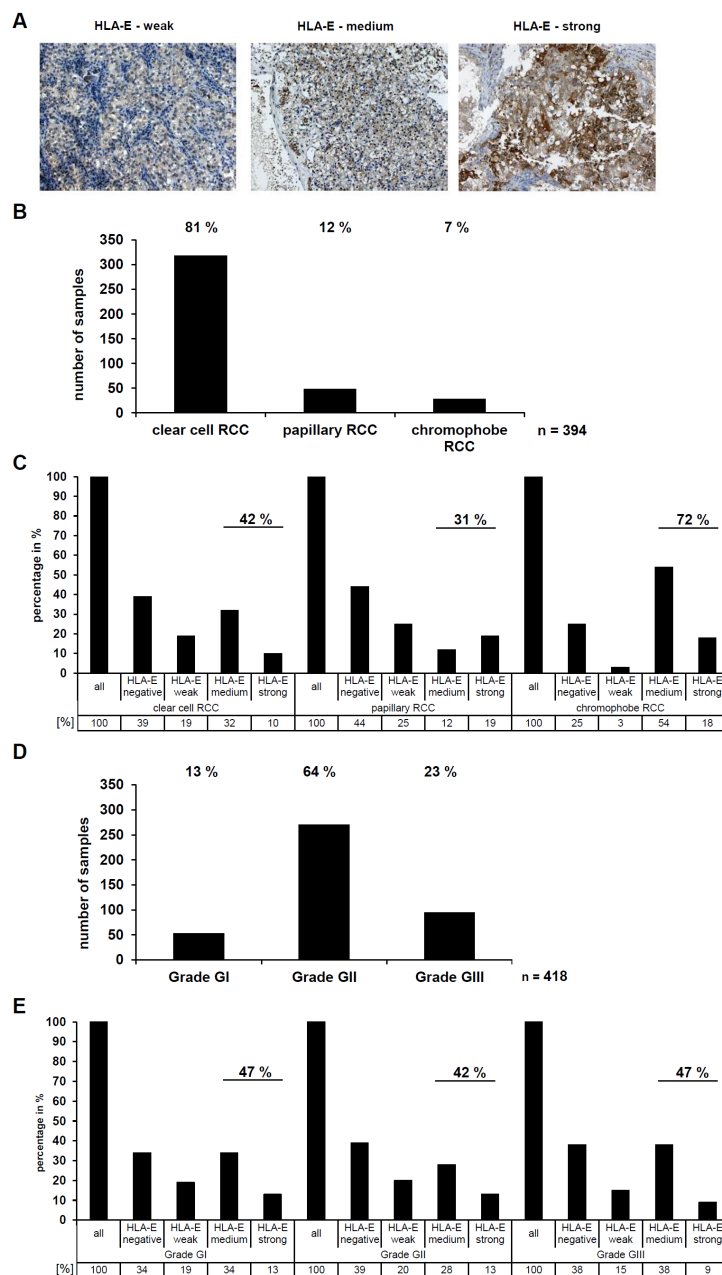 A
HLA-E - weak
HLA-E - medium
HLA-E - strong
B
81 %
12 %
7 %
number of samples
350
300
250
200
150
100
50
0
clear cell RCC
papillary RCC
chromophobe RCC
n = 394
C
percentage in %
100
90
80
70
60
50
40
30
20
10
0
42 %
31 %
72 %
all
HLA-E negative
HLA-E weak
HLA-E medium
HLA-E strong
all
HLA-E negative
HLA-E weak
HLA-E medium
HLA-E strong
all
HLA-E negative
HLA-E weak
HLA-E medium
HLA-E strong
clear cell RCC
papillary RCC
chromophobe RCC
[%] 100 39 19 32 10 100 44 25 12 19 100 25 3 54 18
D
13 %
64 %
23 %
number of samples
350
300
250
200
150
100
50
0
Grade GI
Grade GII
Grade GIII
n = 418
E
percentage in %
100
90
80
70
60
50
40
30
20
10
0
47 %
42 %
47 %
all
HLA-E negative
HLA-E weak
HLA-E medium
HLA-E strong
all
HLA-E negative
HLA-E weak
HLA-E medium
HLA-E strong
all
HLA-E negative
HLA-E weak
HLA-E medium
HLA-E strong
Grade GI
Grade GII
Grade GIII
[%] 100 34 19 34 13 100 39 20 28 13 100 38 15 38 9